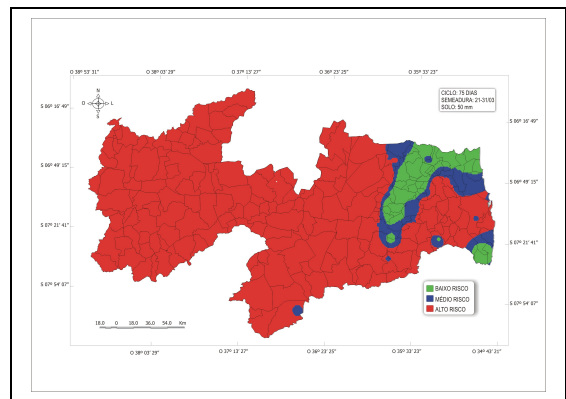 O 38º 53' 31"
O 38º 03' 29"
O 37º 13' 27"
O 36º 23' 25"
O 35º 33' 23"
CICLO: 75 DIAS
SEMEADURA: 21-31/03
SOLO: 50 mm
N
O
L
S
S 06º 16' 49"
S 06º 16' 49"
S 06º 49' 15"
S 06º 49' 15"
S 07º 21' 41"
S 07º 21' 41"
S 07º 54' 07"
S 07º 54' 07"
BAIXO RISCO
MÉDIO RISCO
ALTO RISCO
18.0 0 18.0 36.0 54.0 Km
O 38º 03' 29"
O 37º 13' 27"
O 36º 23' 25"
O 35º 33' 23"
O 34º 43' 21"